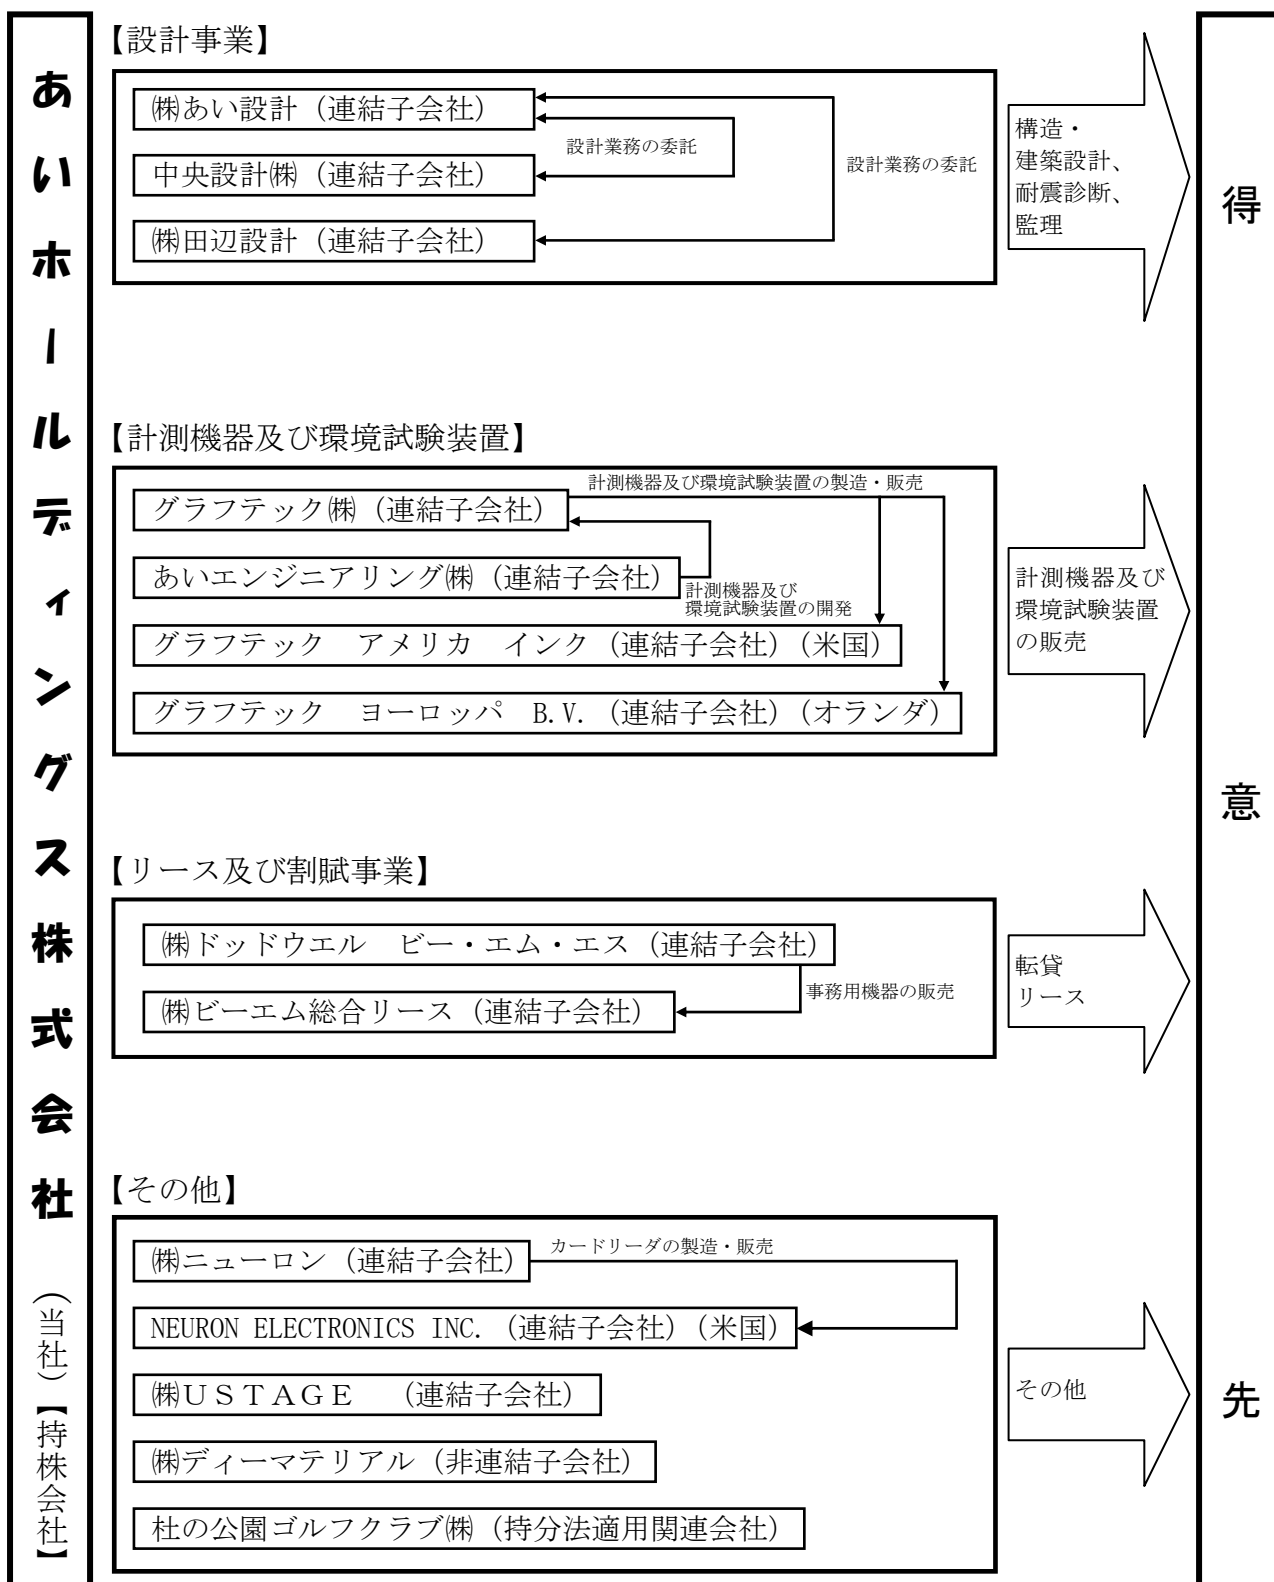 あいホールディングス株式会社
(当社)【持株会社】
【設計事業】
㈱あい設計(連結子会社)
中央設計㈱(連結子会社)
㈱田辺設計(連結子会社)
設計業務の委託
設計業務の委託
構造・
建築設計、
耐震診断、
監理
【計測機器及び環境試験装置】
グラフテック㈱(連結子会社)
計測機器及び環境試験装置の製造・販売
あいエンジニアリング㈱(連結子会社)
計測機器及び
環境試験装置の開発
グラフテック　アメリカ　インク(連結子会社)(米国)
グラフテック　ヨーロッパ　B.V.(連結子会社)(オランダ)
計測機器及び
環境試験装置
の販売
【リース及び割賦事業】
㈱ドッドウエル　ビー・エム・エス(連結子会社)
事務用機器の販売
㈱ビーエム総合リース(連結子会社)
転貸
リース
【その他】
㈱ニューロン(連結子会社)
カードリーダの製造・販売
NEURON ELECTRONICS INC.(連結子会社)(米国)
㈱ＵＳＴＡＧＥ　(連結子会社)
㈱ディーマテリアル(非連結子会社)
杜の公園ゴルフクラブ㈱(持分法適用関連会社)
その他
得意先